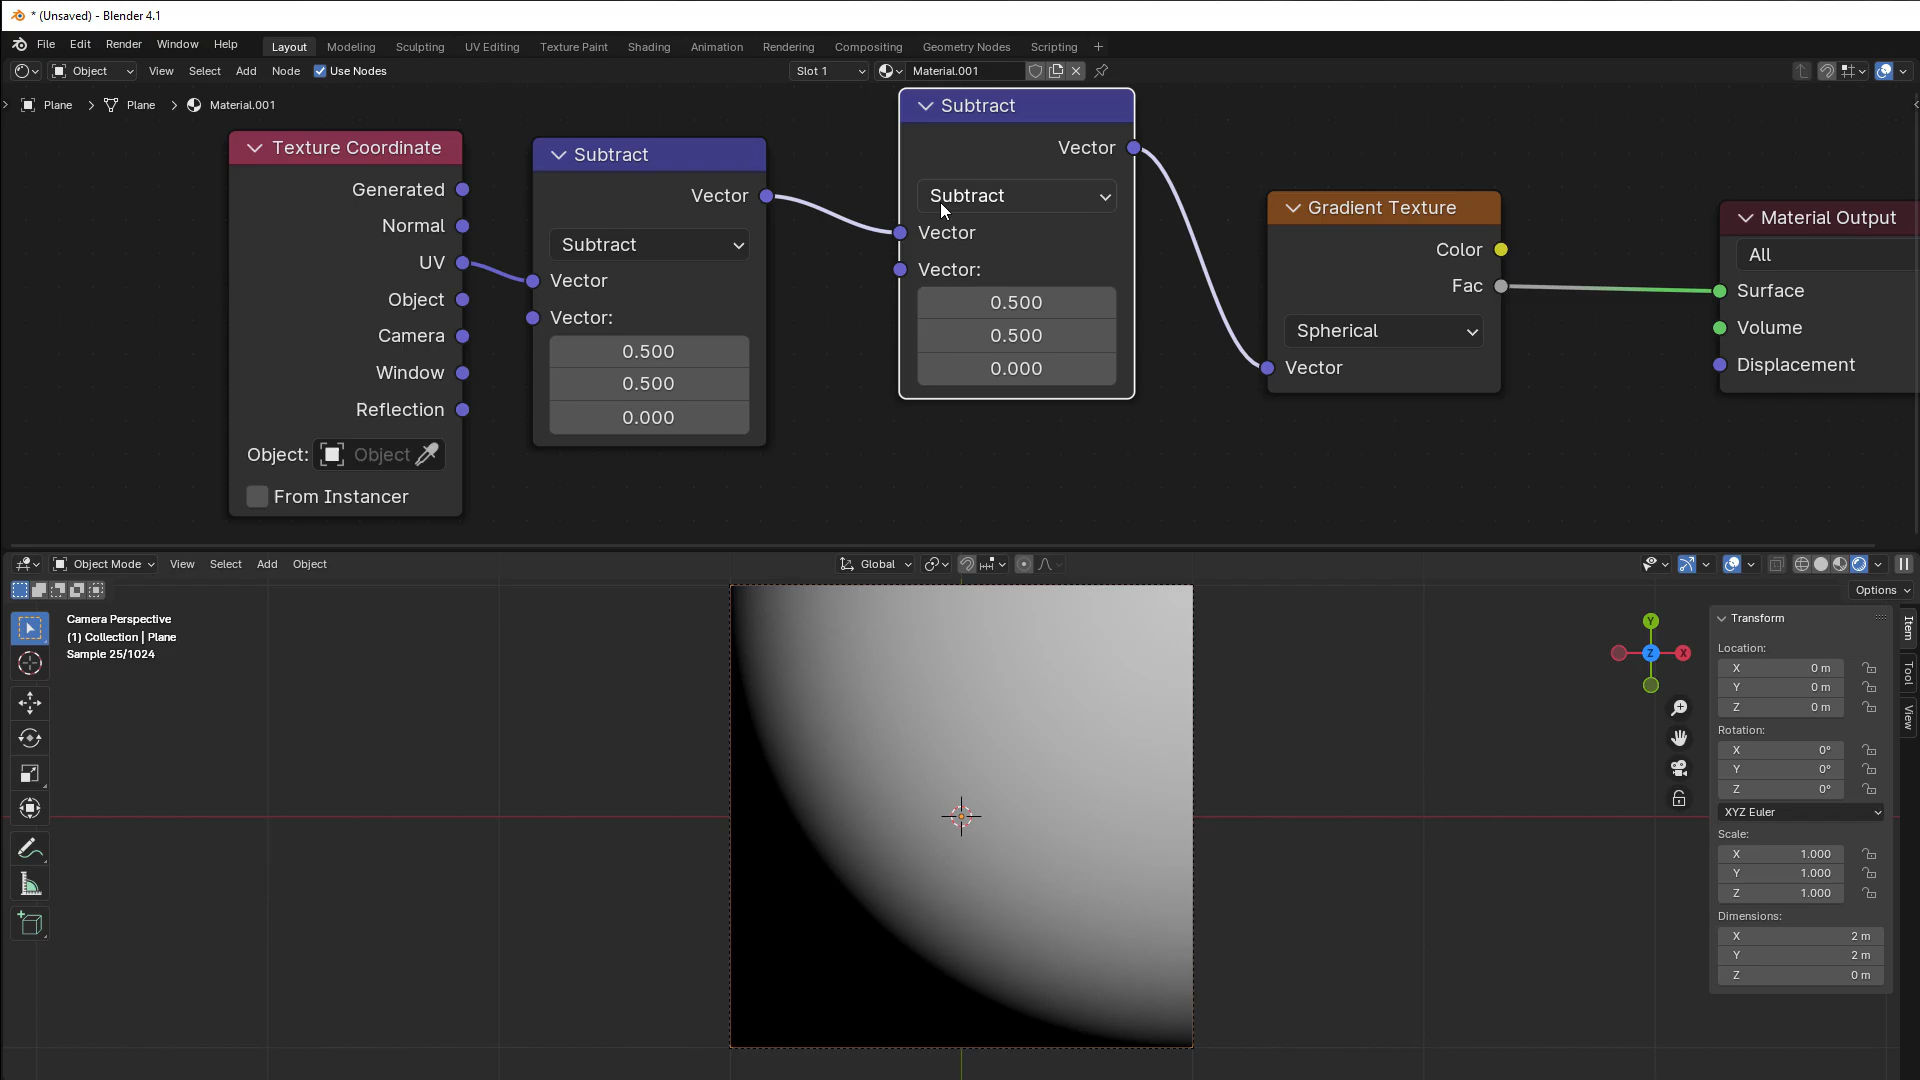 * (Unsaved) - Blender 4.1
File Edit Render Window Help Layout Modeling Sculpting UV Editing Texture Paint Shading Animation Rendering Compositing Geometry Nodes Scripting +
Object View Select Add Node Use Nodes Slot 1 Material.001
Plane Plane Material.001
Texture Coordinate
Generated
Normal
UV
Object
Camera
Window
Reflection
Object: Object
From Instancer
Subtract
Vector
Subtract
Vector
Vector:
0.500
0.500
0.000
Subtract
Vector
Subtract
Vector
Vector:
0.500
0.500
0.000
Gradient Texture
Color
Fac
Spherical
Vector
Material Output
All
Surface
Volume
Displacement
Object Mode View Select Add Object Global
Options
Camera Perspective
(1) Collection | Plane
Sample 25/1024
Y
Z X
Transform
Location:
X 0 m
Y 0 m
Z 0 m
Rotation:
X 0°
Y 0°
Z 0°
XYZ Euler
Scale:
X 1.000
Y 1.000
Z 1.000
Dimensions:
X 2 m
Y 2 m
Z 0 m
Item
Tool
View